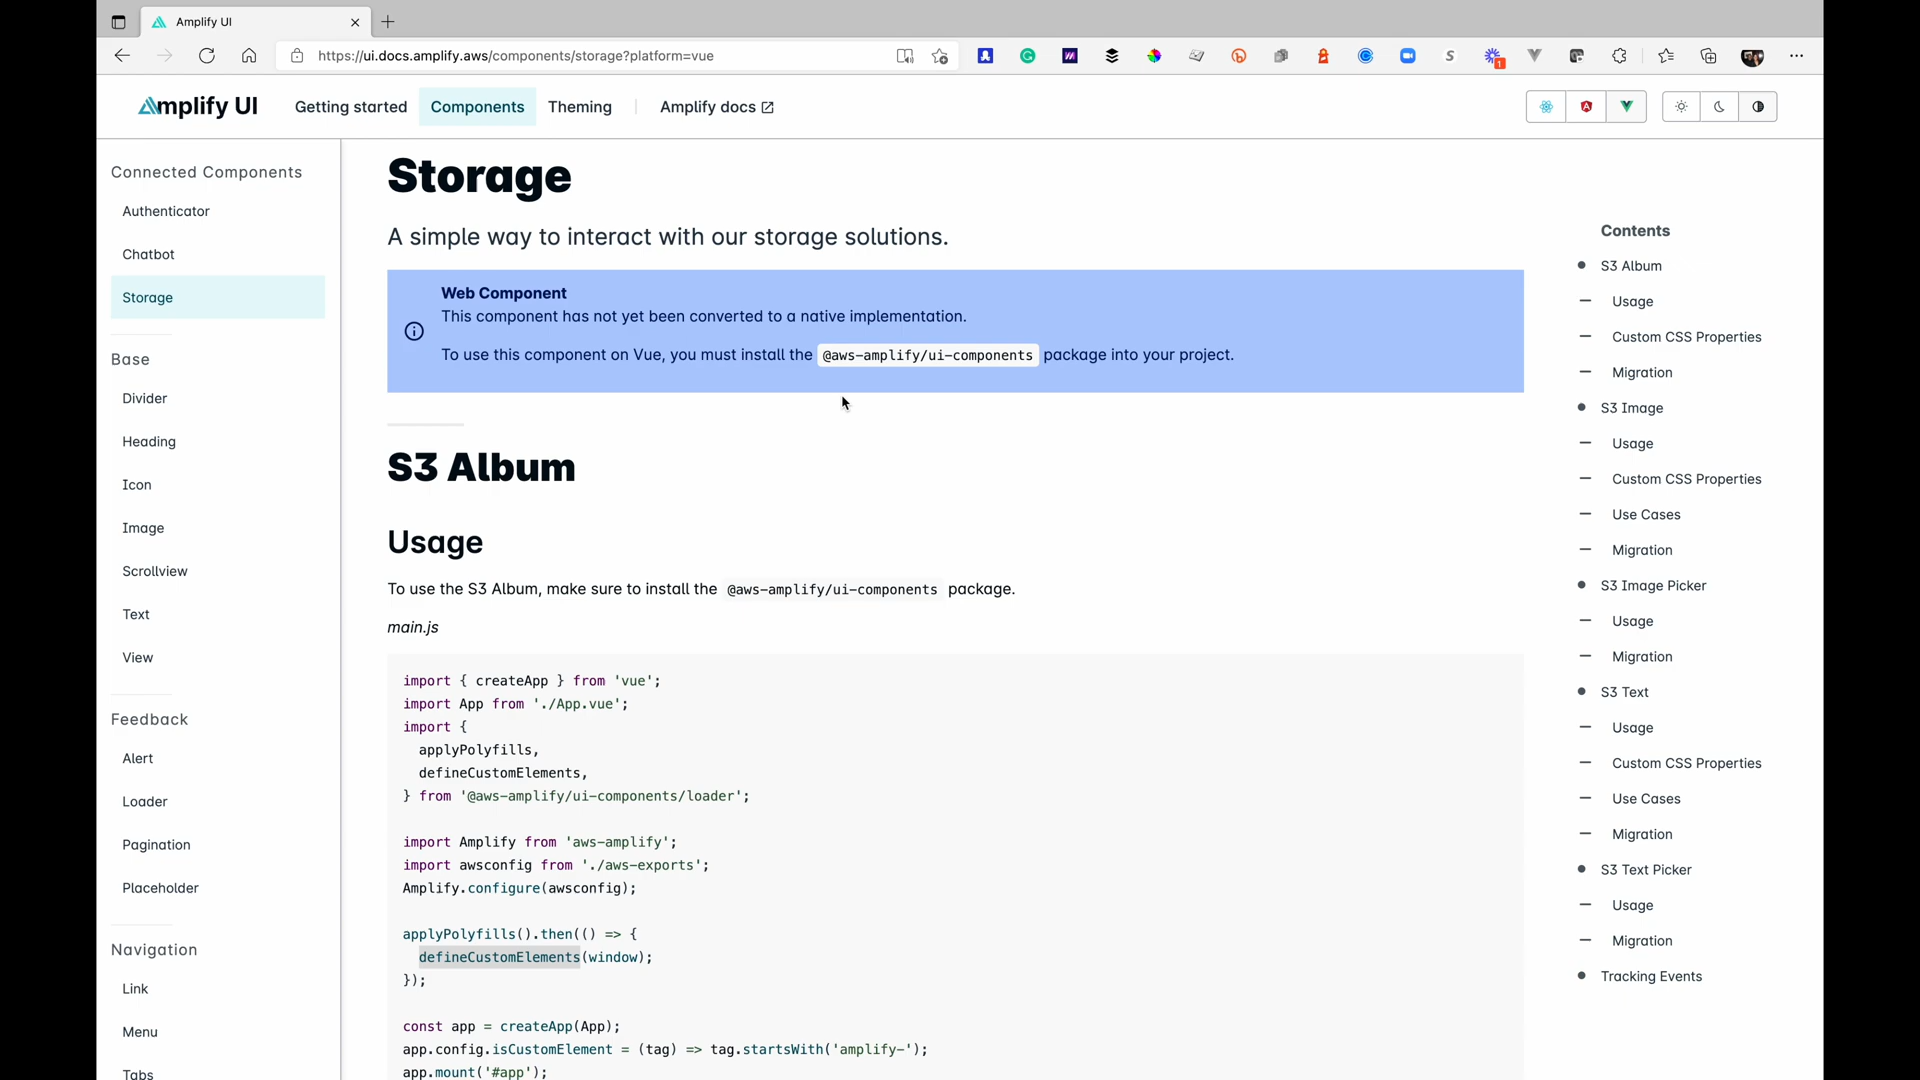 Amplify UI
https://ui.docs.amplify.aws/components/storage?platform=vue
1
Amplify UI
Getting started
Components
Theming
Amplify docs
Connected Components
Authenticator
Chatbot
Storage
Base
Divider
Heading
Icon
Image
Scrollview
Text
View
Feedback
Alert
Loader
Pagination
Placeholder
Navigation
Link
Menu
Tabs
Storage
A simple way to interact with our storage solutions.
Web Component
This component has not yet been converted to a native implementation.
To use this component on Vue, you must install the @aws-amplify/ui-components package into your project.
S3 Album
Usage
To use the S3 Album, make sure to install the @aws-amplify/ui-components package.
main.js
import { createApp } from 'vue';
import App from './App.vue';
import {
applyPolyfills,
defineCustomElements,
} from '@aws-amplify/ui-components/loader';
import Amplify from 'aws-amplify';
import awsconfig from './aws-exports';
Amplify.configure(awsconfig);
applyPolyfills().then(() => {
defineCustomElements(window);
});
const app = createApp(App);
app.config.isCustomElement = (tag) => tag.startsWith('amplify-');
app.mount('#app');
Contents
S3 Album
Usage
Custom CSS Properties
Migration
S3 Image
Usage
Custom CSS Properties
Use Cases
Migration
S3 Image Picker
Usage
Migration
S3 Text
Usage
Custom CSS Properties
Use Cases
Migration
S3 Text Picker
Usage
Migration
Tracking Events